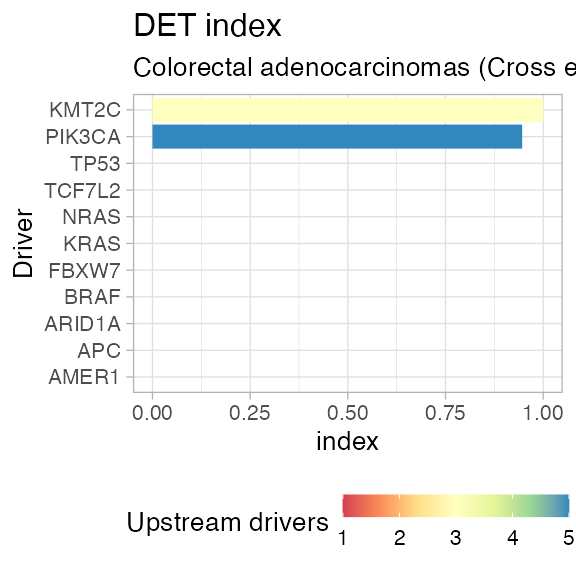 DET index
Colorectal adenocarcinomas (Cross e
KMT2C
PIK3CA
TP53
TCF7L2
NRAS
KRAS
FBXW7
BRAF
ARID1A
APC
AMER1
Driver
0.00 0.25 0.50 0.75 1.00
index
Upstream drivers
1 2 3 4 5